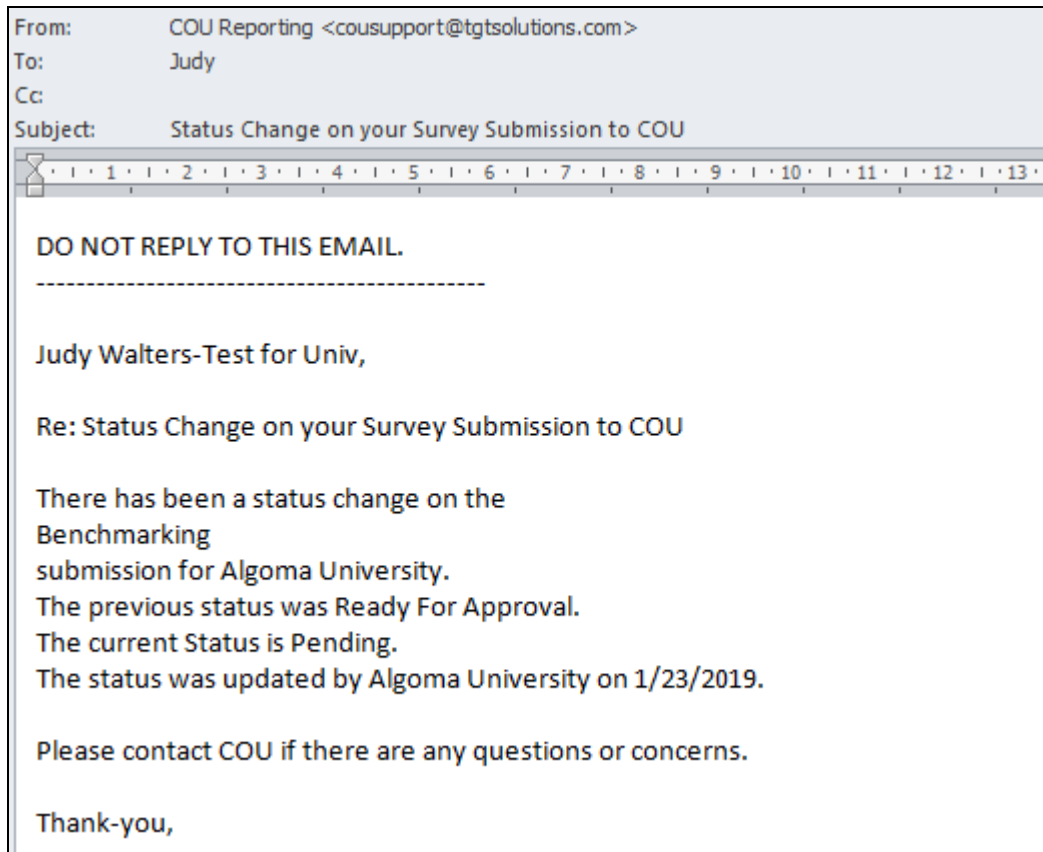 From: COU Reporting <cousupport@tgtsolutions.com>
To: Judy
Cc:
Subject: Status Change on your Survey Submission to COU
1 2 3 4 5 6 7 8 9 10 11 12 13
DO NOT REPLY TO THIS EMAIL.
---------------------------------------------
Judy Walters-Test for Univ,
Re: Status Change on your Survey Submission to COU
There has been a status change on the
Benchmarking
submission for Algoma University.
The previous status was Ready For Approval.
The current Status is Pending.
The status was updated by Algoma University on 1/23/2019.
Please contact COU if there are any questions or concerns.
Thank-you,